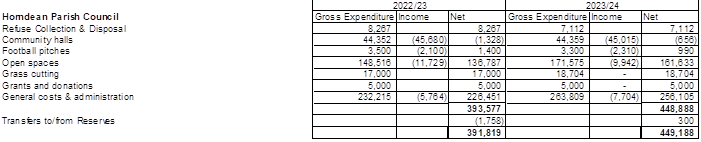 2022/23 2023/24
Horndean Parish Council Gross Expenditure Income Net Gross Expenditure Income Net
Refuse Collection & Disposal 8,267 8,267 7,112 7,112
Community halls 44,352 (45,680) (1,328) 44,359 (45,015) (656)
Football pitches 3,500 (2,100) 1,400 3,300 (2,310) 990
Open spaces 148,516 (11,729) 136,787 171,575 (9,942) 161,633
Grass cutting 17,000 17,000 18,704 - 18,704
Grants and donations 5,000 5,000 5,000 - 5,000
General costs & administration 232,215 (5,764) 226,451 263,809 (7,704) 256,105
393,577 448,888
Transfers to/from Reserves (1,758) 300
391,819 449,188